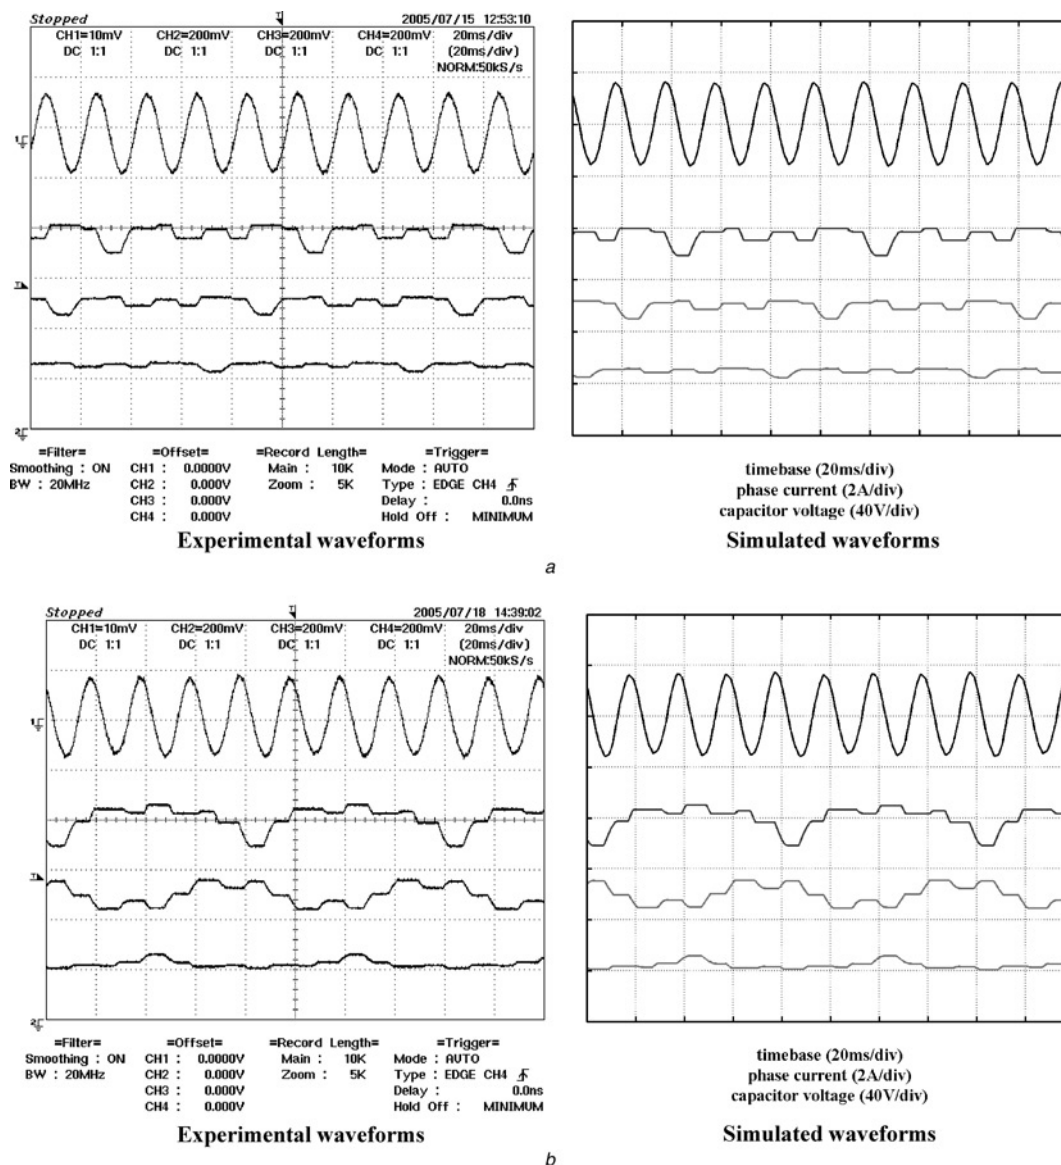 Stopped 2005/07/15 12:53:10
CH1=10mV CH2=200mV CH3=200mV CH4=200mV 20ms/div
DC 1:1 DC 1:1 DC 1:1 DC 1:1 (20ms/div)
NORM:50kS/s
=Filter= =Offset= =Record Length= =Trigger=
Smoothing : ON CH1 : 0.0000V Main : 10K Mode : AUTO
BW : 20MHz CH2 : 0.000V Zoom : 5K Type : EDGE CH4
CH3 : 0.000V Delay : 0.0ns
CH4 : 0.000V Hold Off : MINIMUM
Experimental waveforms
timebase (20ms/div)
phase current (2A/div)
capacitor voltage (40V/div)
Simulated waveforms
a
Stopped 2005/07/18 14:39:02
CH1=10mV CH2=200mV CH3=200mV CH4=200mV 20ms/div
DC 1:1 DC 1:1 DC 1:1 DC 1:1 (20ms/div)
NORM:50kS/s
=Filter= =Offset= =Record Length= =Trigger=
Smoothing : ON CH1 : 0.0000V Main : 10K Mode : AUTO
BW : 20MHz CH2 : 0.000V Zoom : 5K Type : EDGE CH4
CH3 : 0.000V Delay : 0.0ns
CH4 : 0.000V Hold Off : MINIMUM
Experimental waveforms
timebase (20ms/div)
phase current (2A/div)
capacitor voltage (40V/div)
Simulated waveforms
b